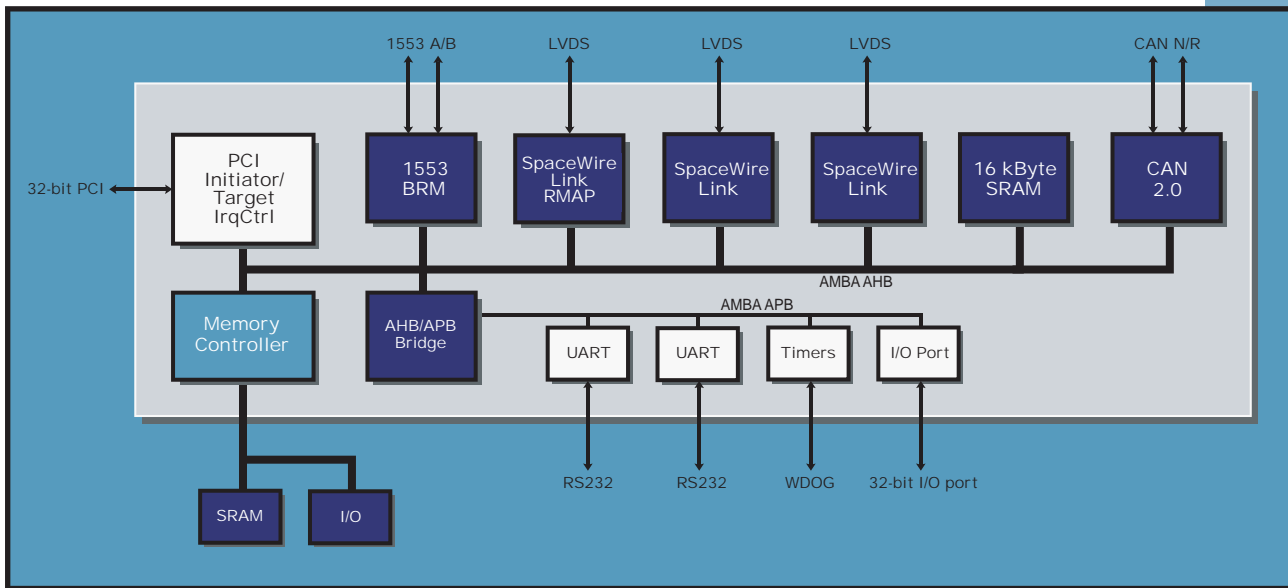 1553 A/B
LVDS
LVDS
LVDS
CAN N/R
32-bit PCI
PCI
Initiator/
Target
IrqCtrl
1553
BRM
SpaceWire
Link
RMAP
SpaceWire
Link
SpaceWire
Link
16 kByte
SRAM
CAN
2.0
AMBA AHB
Memory
Controller
AHB/APB
Bridge
AMBA APB
UART
UART
Timers
I/O Port
RS232
RS232
WDOG
32-bit I/O port
SRAM
I/O